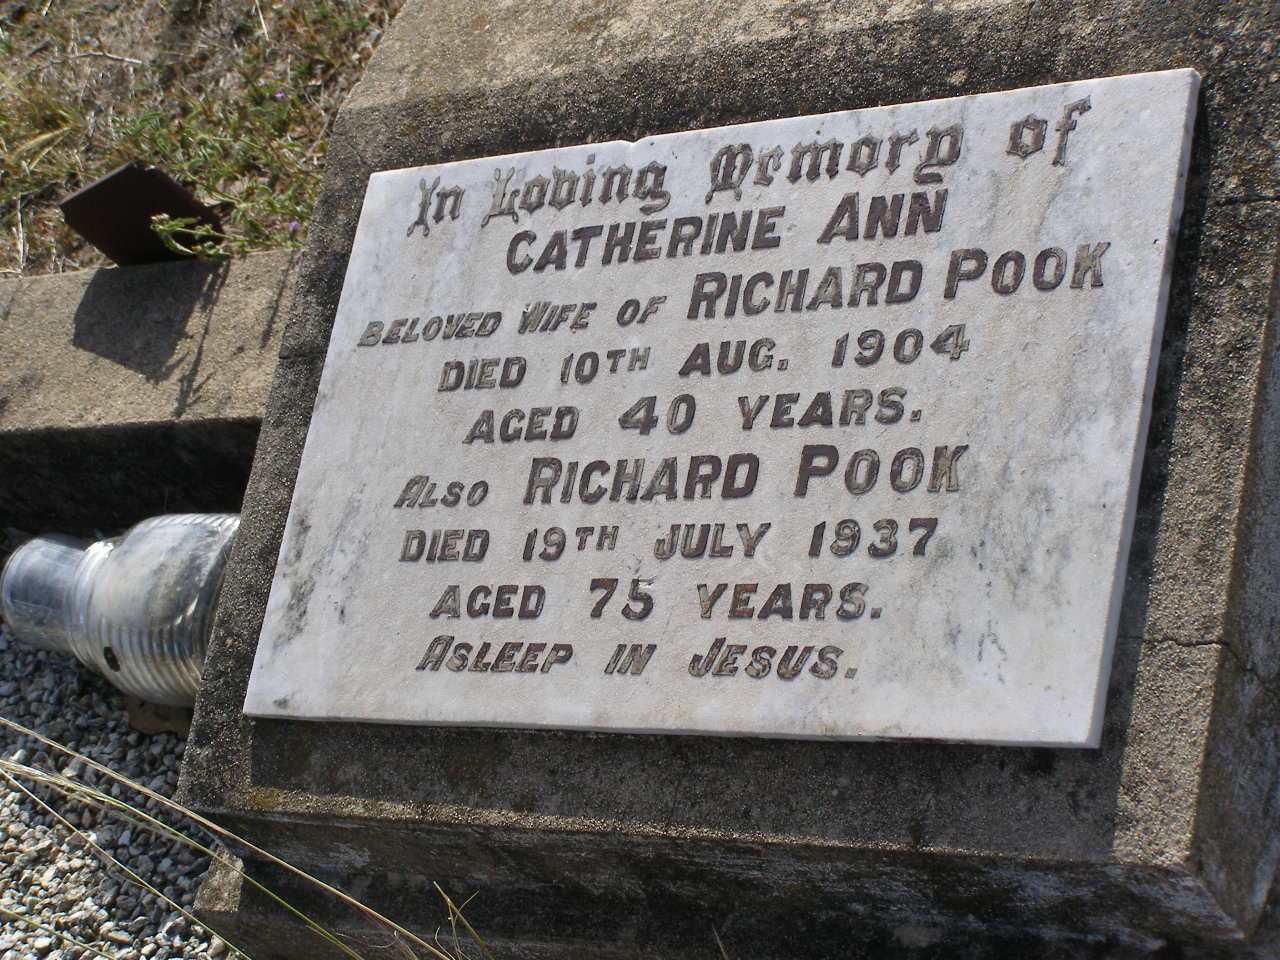 In Loving Memory of
CATHERINE ANN
BELOVED WIFE OF RICHARD POOK
DIED 10TH AUG. 1904
AGED 40 YEARS.
ALSO RICHARD POOK
DIED 19TH JULY 1937
AGED 75 YEARS.
ASLEEP IN JESUS.